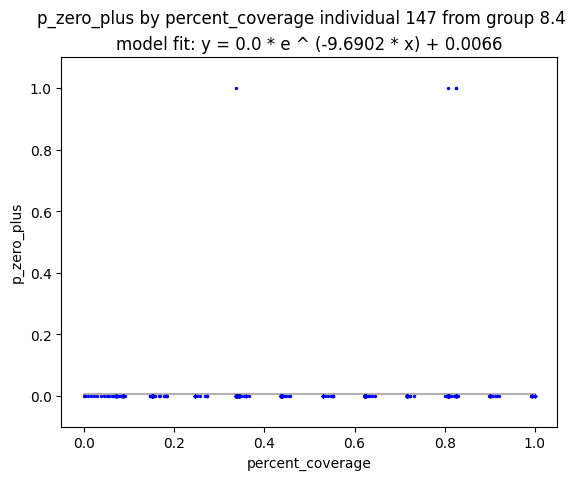 p_zero_plus by percent_coverage individual 147 from group 8.4
model fit: y = 0.0 * e ^ (-9.6902 * x) + 0.0066
1.0
0.8
0.6
0.4
0.2
0.0
p_zero_plus
0.0 0.2 0.4 0.6 0.8 1.0
percent_coverage